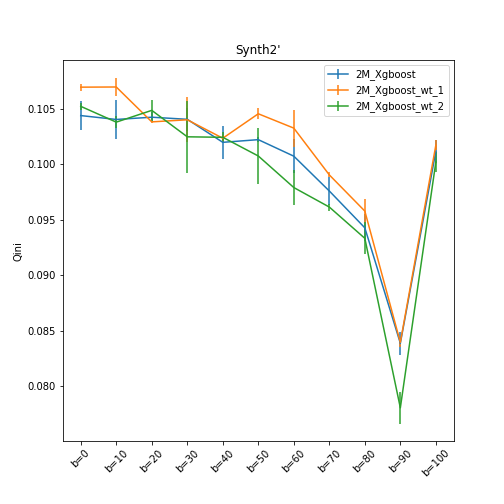 Synth2'
2M_Xgboost
2M_Xgboost_wt_1
2M_Xgboost_wt_2
Qini
0.105
0.100
0.095
0.090
0.085
0.080
b=0
b=10
b=20
b=30
b=40
b=50
b=60
b=70
b=80
b=90
b=100